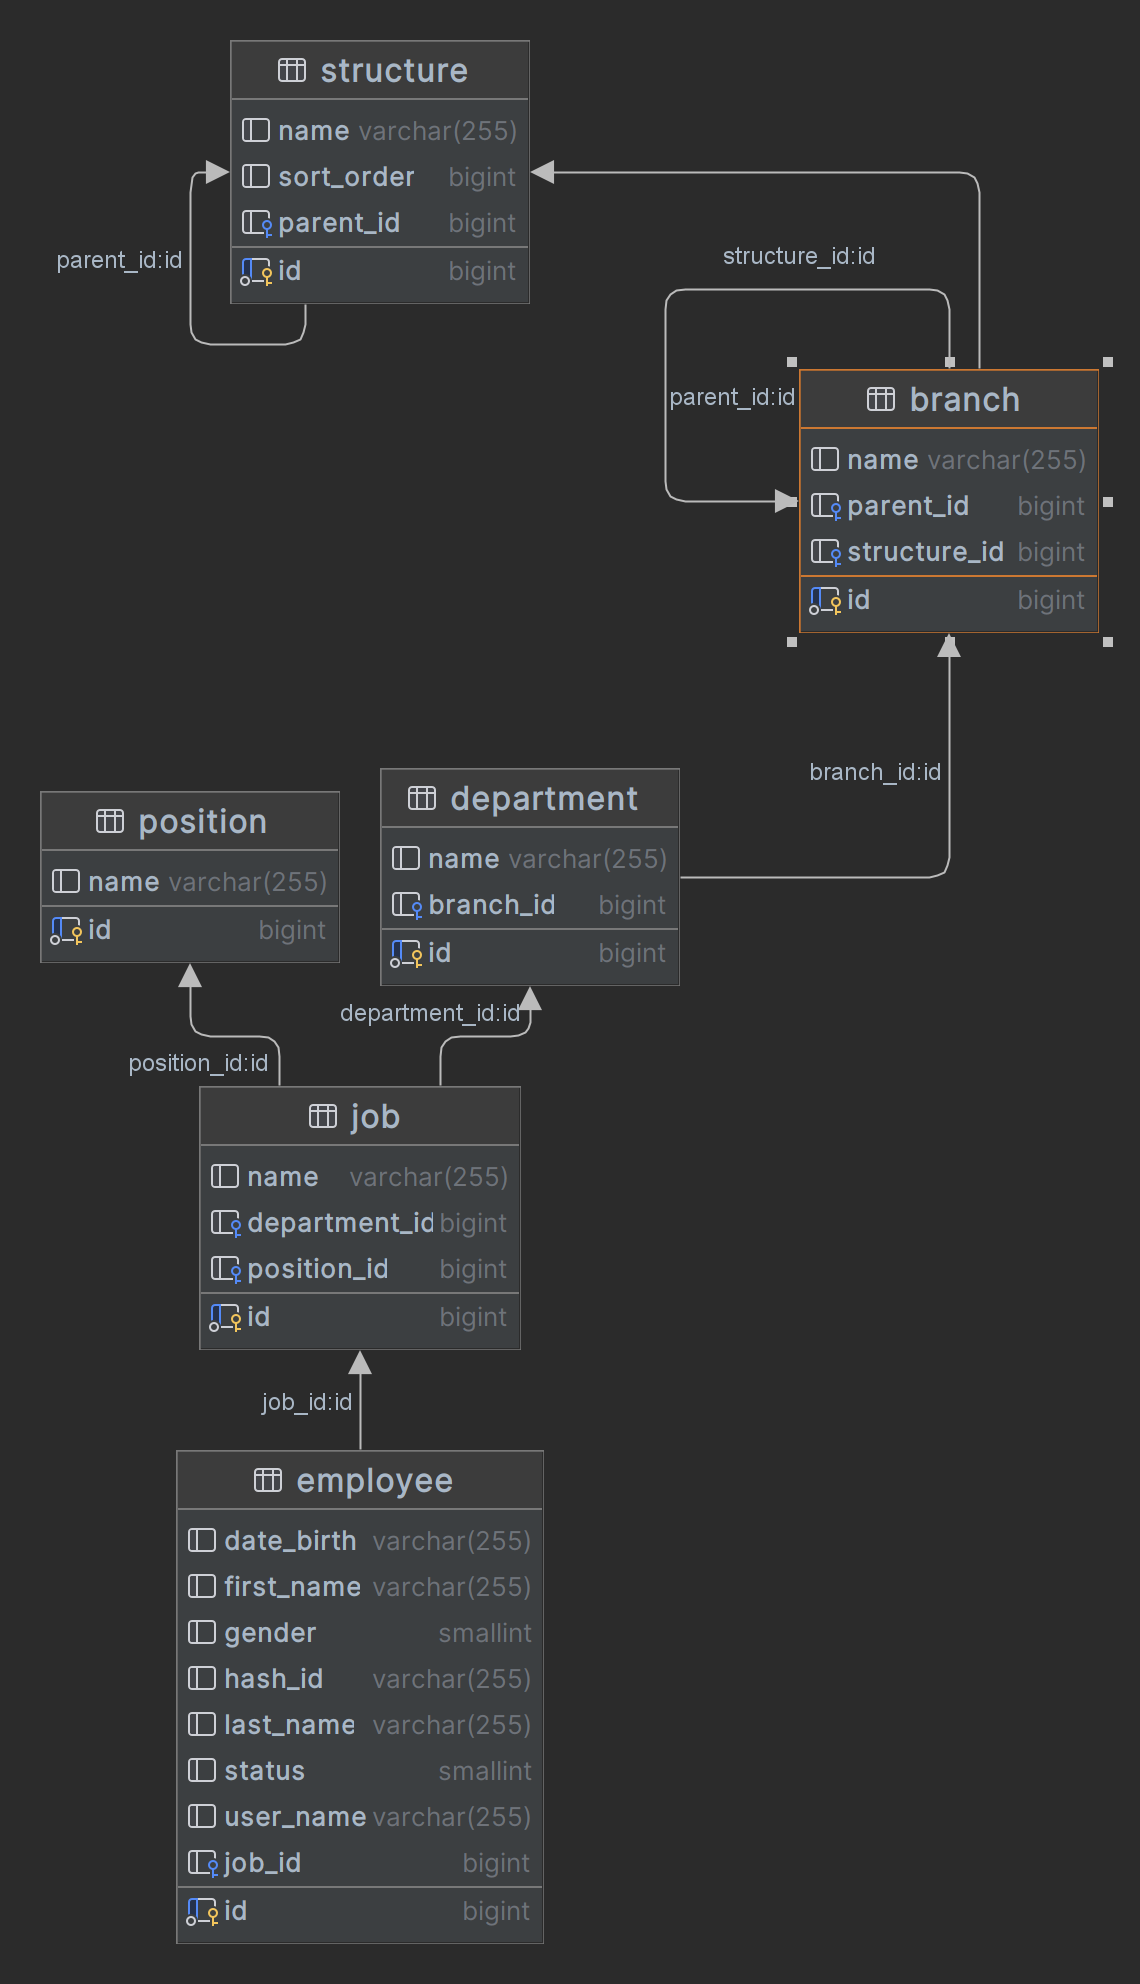 structure
name varchar(255)
sort_order bigint
parent_id bigint
id bigint
parent_id:id
structure_id:id
parent_id:id
branch
name varchar(255)
parent_id bigint
structure_id bigint
id bigint
branch_id:id
position
name varchar(255)
id bigint
department
name varchar(255)
branch_id bigint
id bigint
department_id:id
position_id:id
job
name varchar(255)
department_id bigint
position_id bigint
id bigint
job_id:id
employee
date_birth varchar(255)
first_name varchar(255)
gender smallint
hash_id varchar(255)
last_name varchar(255)
status smallint
user_name varchar(255)
job_id bigint
id bigint